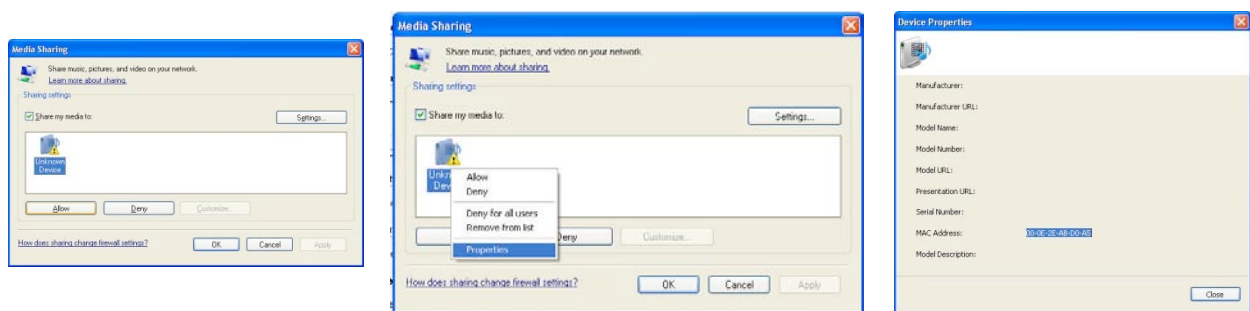 Media Sharing
Share music, pictures, and video on your network.
Learn more about sharing.
Sharing settings
Share my media to:
Settings...
Unknown
Device
Allow
Deny
Customize...
How does sharing change firewall settings?
OK
Cancel
Apply
Media Sharing
Share music, pictures, and video on your network.
Learn more about sharing.
Sharing settings
Share my media to:
Settings...
Unkn
Dev
Allow
Deny
Deny for all users
Remove from list
Properties
Deny
Customize...
How does sharing change firewall settings?
OK
Cancel
Apply
Device Properties
Manufacturer:
Manufacturer URL:
Model Name:
Model Number:
Model URL:
Presentation URL:
Serial Number:
MAC Address: 00-0E-2E-AB-D0-A5
Model Description:
Close